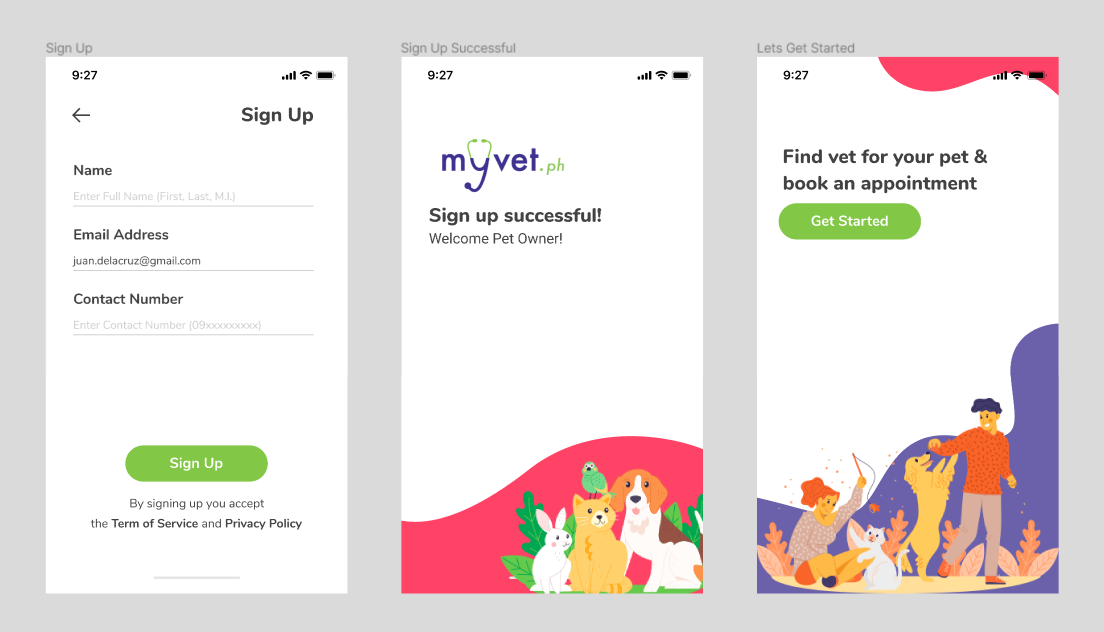 Sign Up
9:27
Sign Up
Name
Enter Full Name (First, Last, M.I.)
Email Address
juan.delacruz@gmail.com
Contact Number
Enter Contact Number (09xxxxxxxxx)
Sign Up
By signing up you accept
the Term of Service and Privacy Policy
Sign Up Successful
9:27
myvet.ph
Sign up successful!
Welcome Pet Owner!
Lets Get Started
9:27
Find vet for your pet &
book an appointment
Get Started